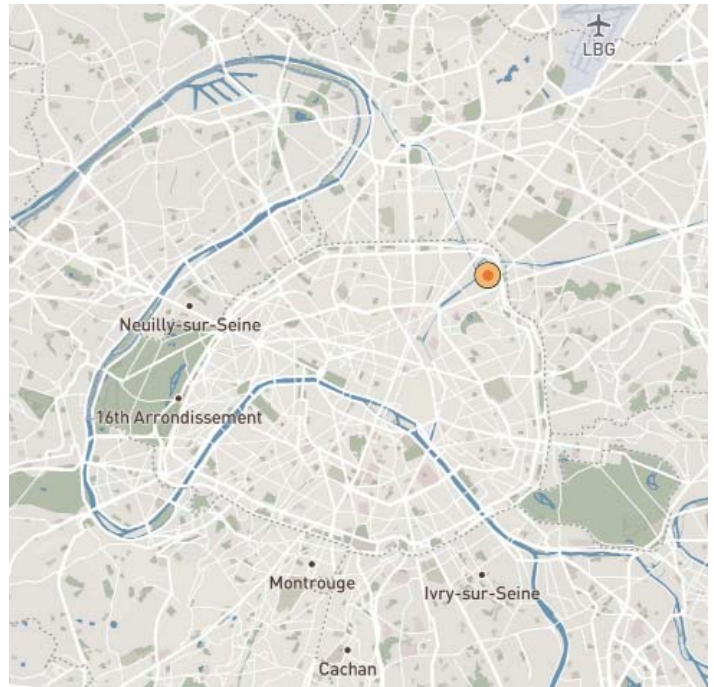 LBG
Neuilly-sur-Seine
16th Arrondissement
Montrouge
Ivry-sur-Seine
Cachan